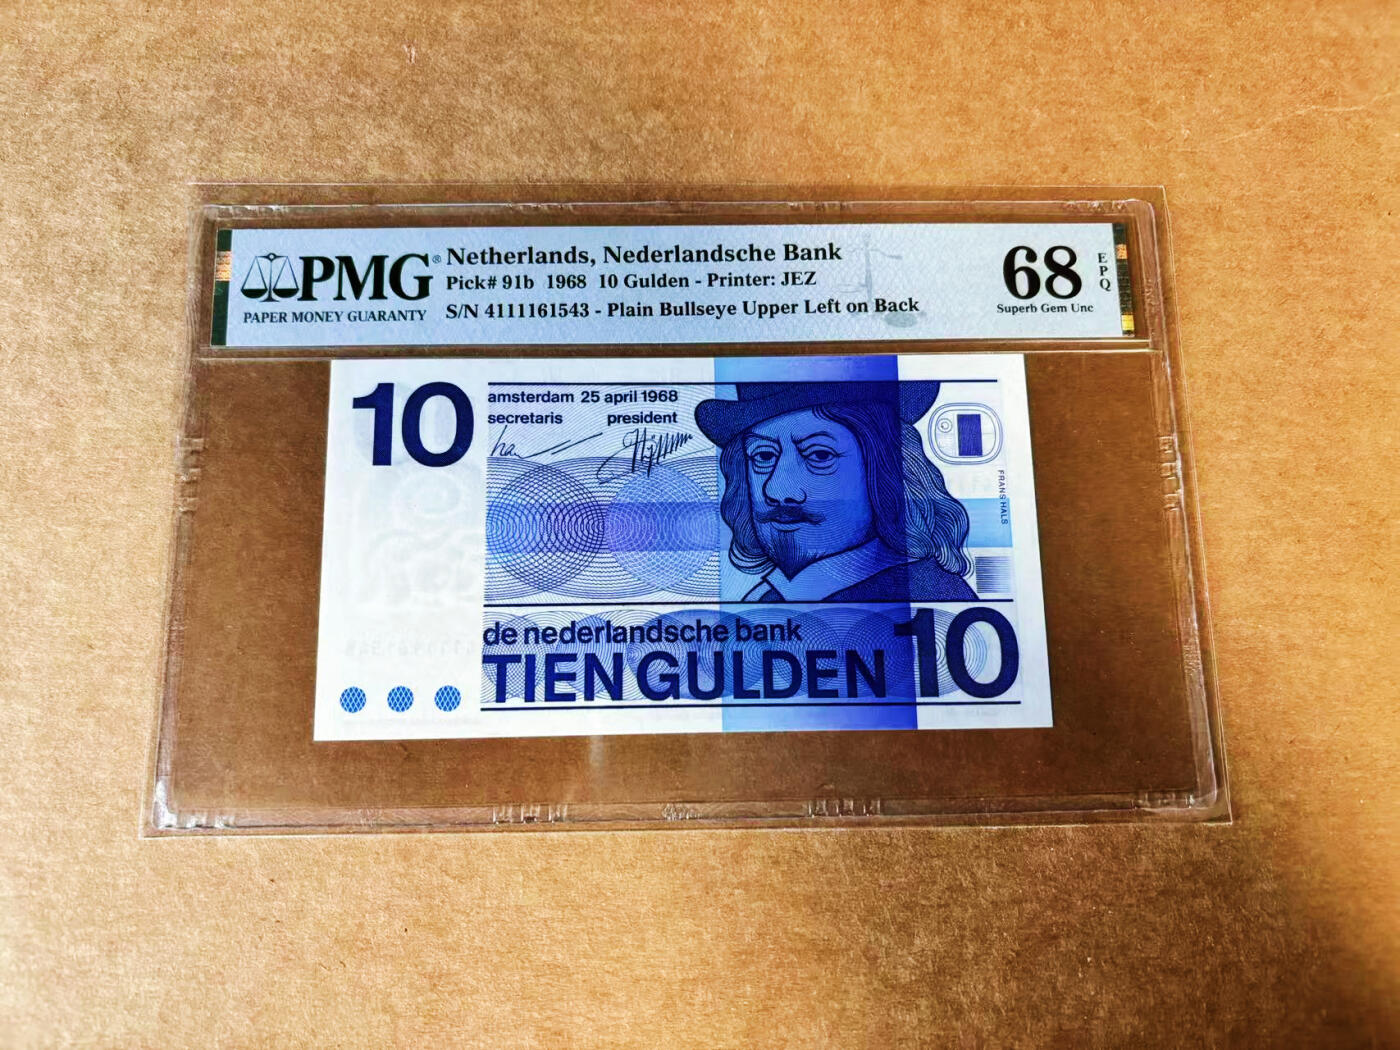 PMG®
PAPER MONEY GUARANTY
Netherlands, Nederlandsche Bank
Pick# 91b 1968 10 Gulden - Printer: JEZ
S/N 4111161543 - Plain Bullseye Upper Left on Back
68
EPQ
Superb Gem Unc
10
amsterdam 25 april 1968
secretaris president
FRANS HALS
de nederlandsche bank
TIEN GULDEN
10